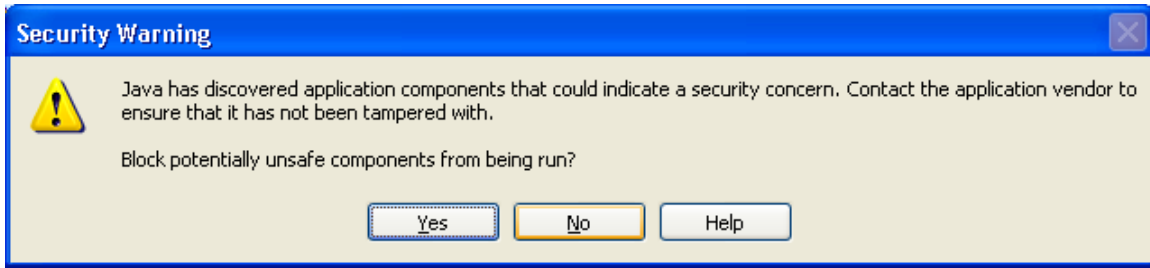 Security Warning
Java has discovered application components that could indicate a security concern. Contact the application vendor to
ensure that it has not been tampered with.
Block potentially unsafe components from being run?
Yes No Help